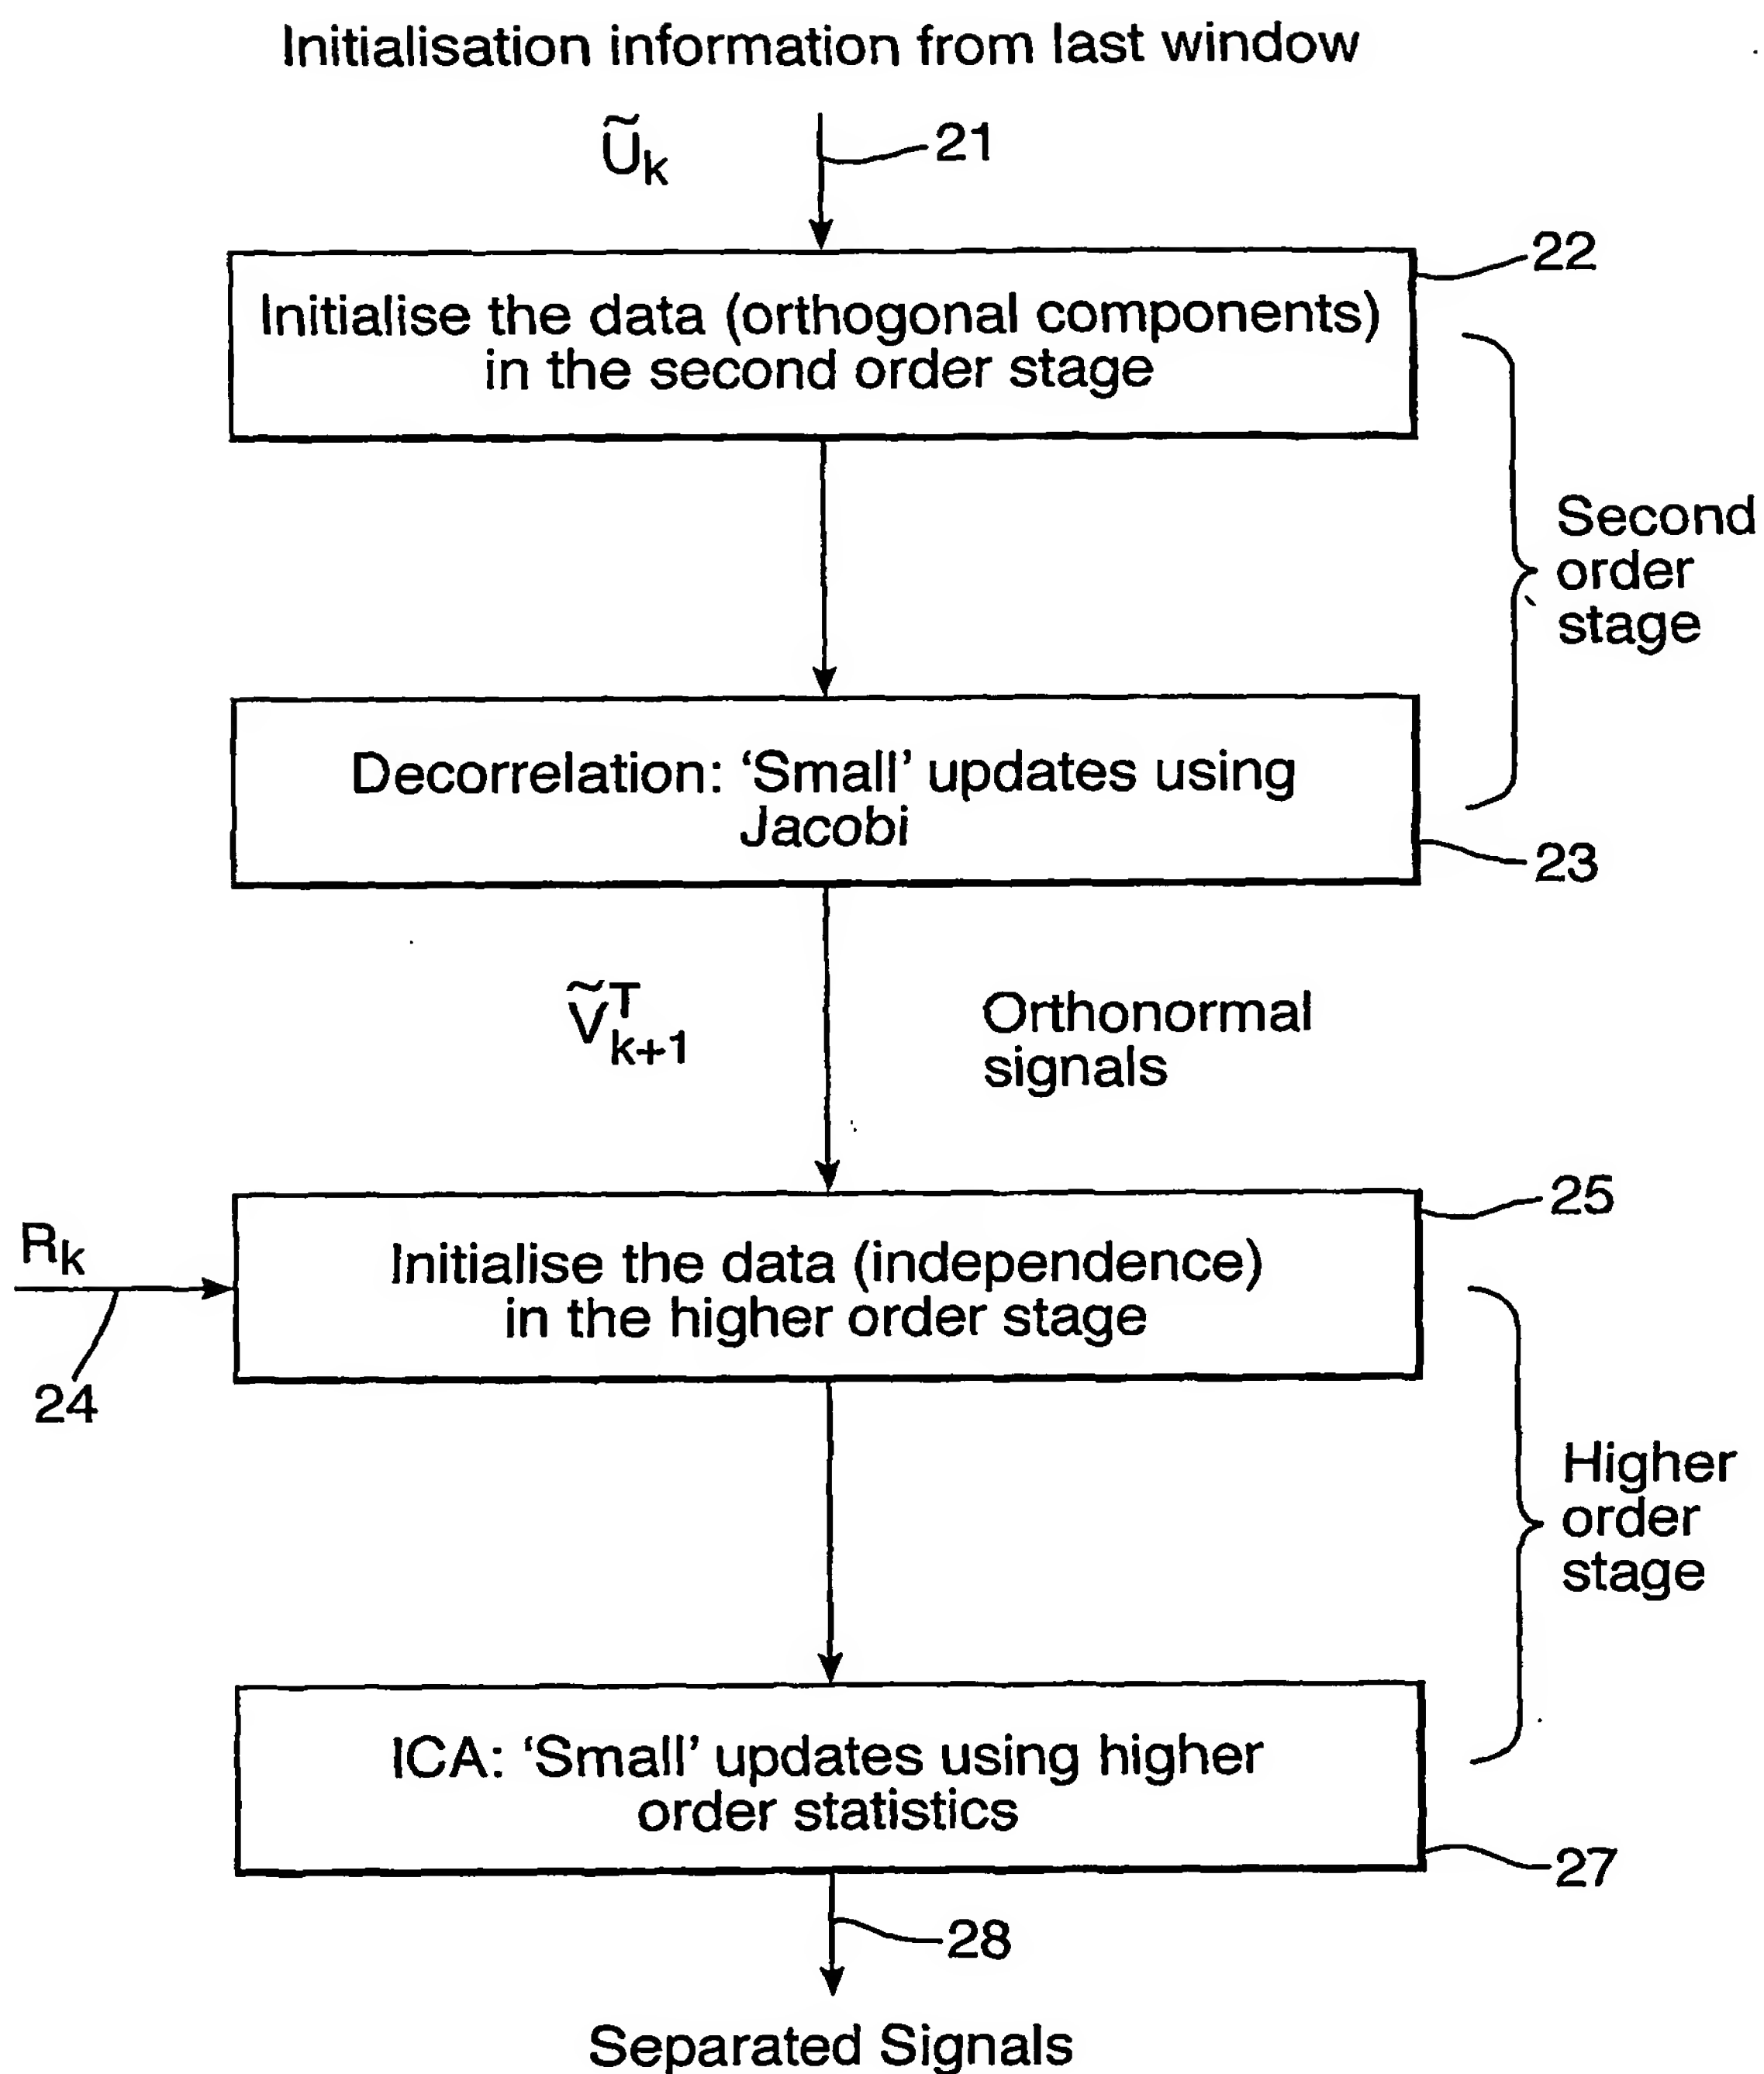 Initialisation information from last window
Ũk
21
22
Initialise the data (orthogonal components)
in the second order stage
Second
order
stage
Decorrelation: ‘Small’ updates using
Jacobi
23
Ṽᵀk+1
Orthonormal
signals
25
Rk
Initialise the data (independence)
in the higher order stage
24
Higher
order
stage
ICA: ‘Small’ updates using higher
order statistics
27
28
Separated Signals